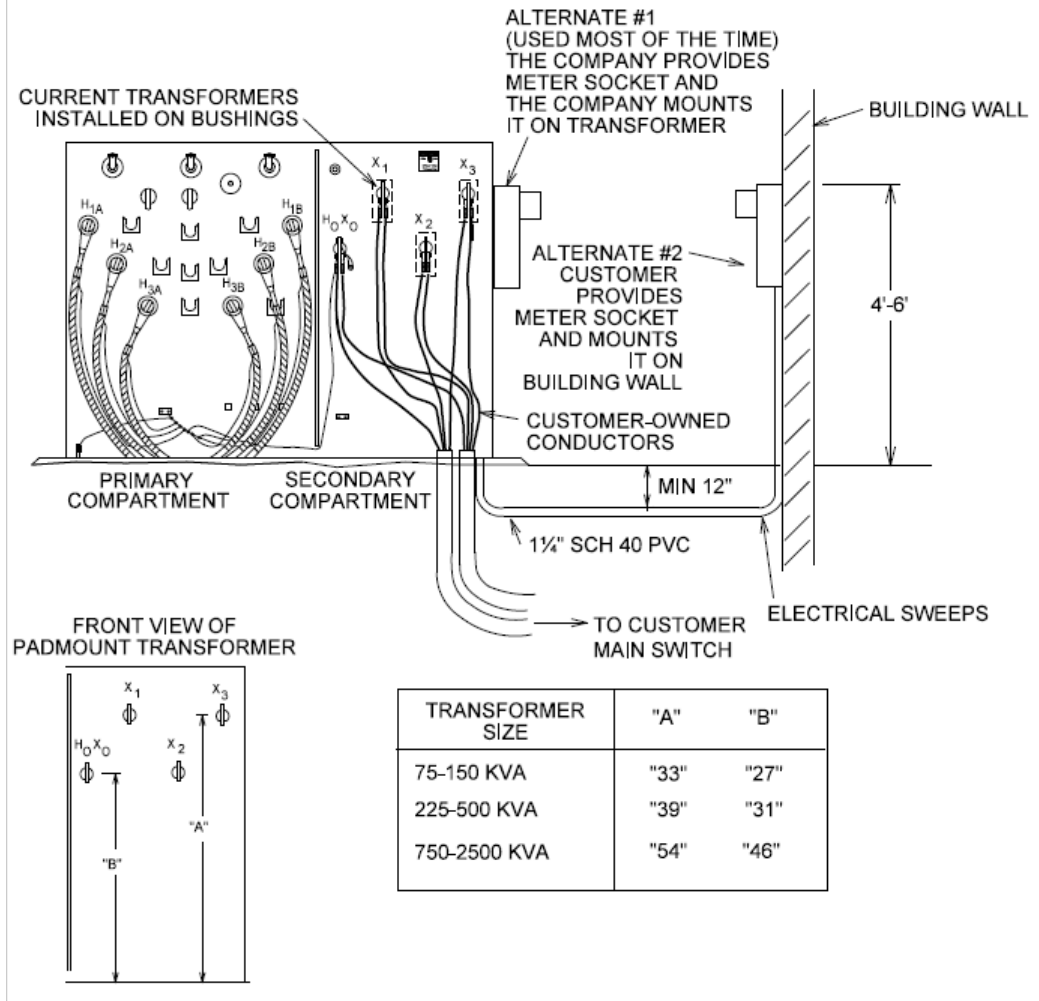 ALTERNATE #1
(USED MOST OF THE TIME)
THE COMPANY PROVIDES
METER SOCKET AND
THE COMPANY MOUNTS
IT ON TRANSFORMER
CURRENT TRANSFORMERS
INSTALLED ON BUSHINGS
BUILDING WALL
X1
X3
H1A
H1B
HOXO
X2
H2A
H2B
H3A
H3B
ALTERNATE #2
CUSTOMER
PROVIDES
METER SOCKET
AND MOUNTS
IT ON
BUILDING WALL
4'-6'
CUSTOMER-OWNED
CONDUCTORS
PRIMARY
COMPARTMENT
SECONDARY
COMPARTMENT
MIN 12"
1¼" SCH 40 PVC
ELECTRICAL SWEEPS
TO CUSTOMER
MAIN SWITCH
FRONT VIEW OF
PADMOUNT TRANSFORMER
X1
X3
HOXO
X2
"A"
"B"
TRANSFORMER
SIZE
"A" "B"
75-150 KVA "33" "27"
225-500 KVA "39" "31"
750-2500 KVA "54" "46"